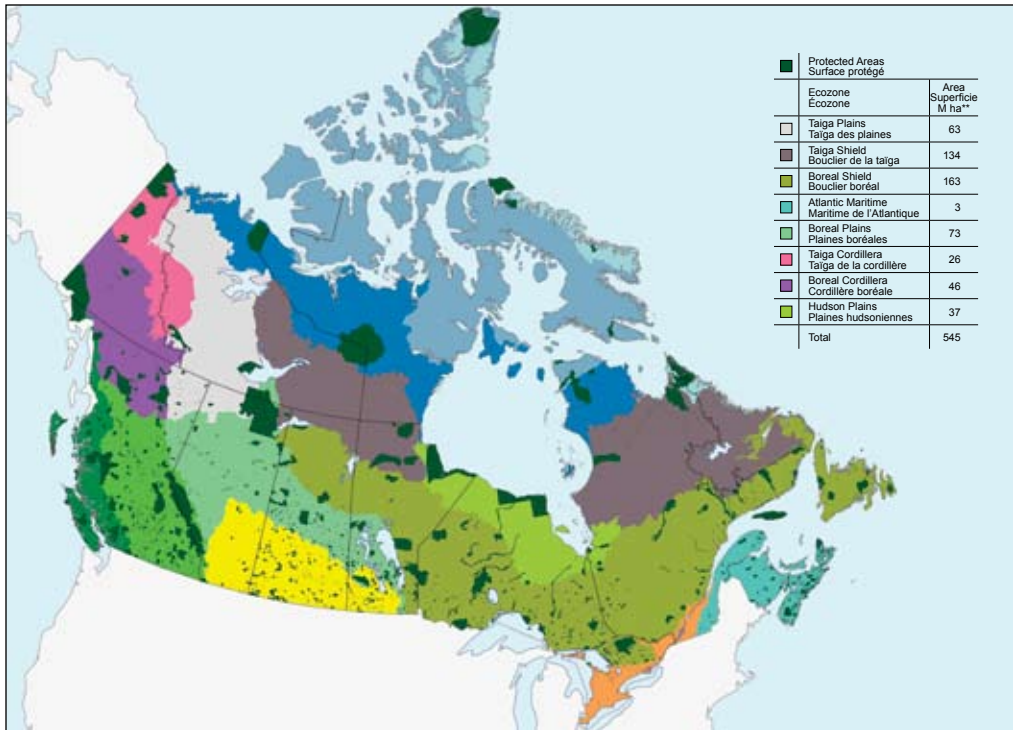 Protected Areas
Surface protégé
Ecozone
Écozone
Area
Superficie
M ha**
Taiga Plains
Taïga des plaines
63
Taiga Shield
Bouclier de la taïga
134
Boreal Shield
Bouclier boréal
163
Atlantic Maritime
Maritime de l'Atlantique
3
Boreal Plains
Plaines boréales
73
Taiga Cordillera
Taïga de la cordillère
26
Boreal Cordillera
Cordillère boréale
46
Hudson Plains
Plaines hudsoniennes
37
Total
545